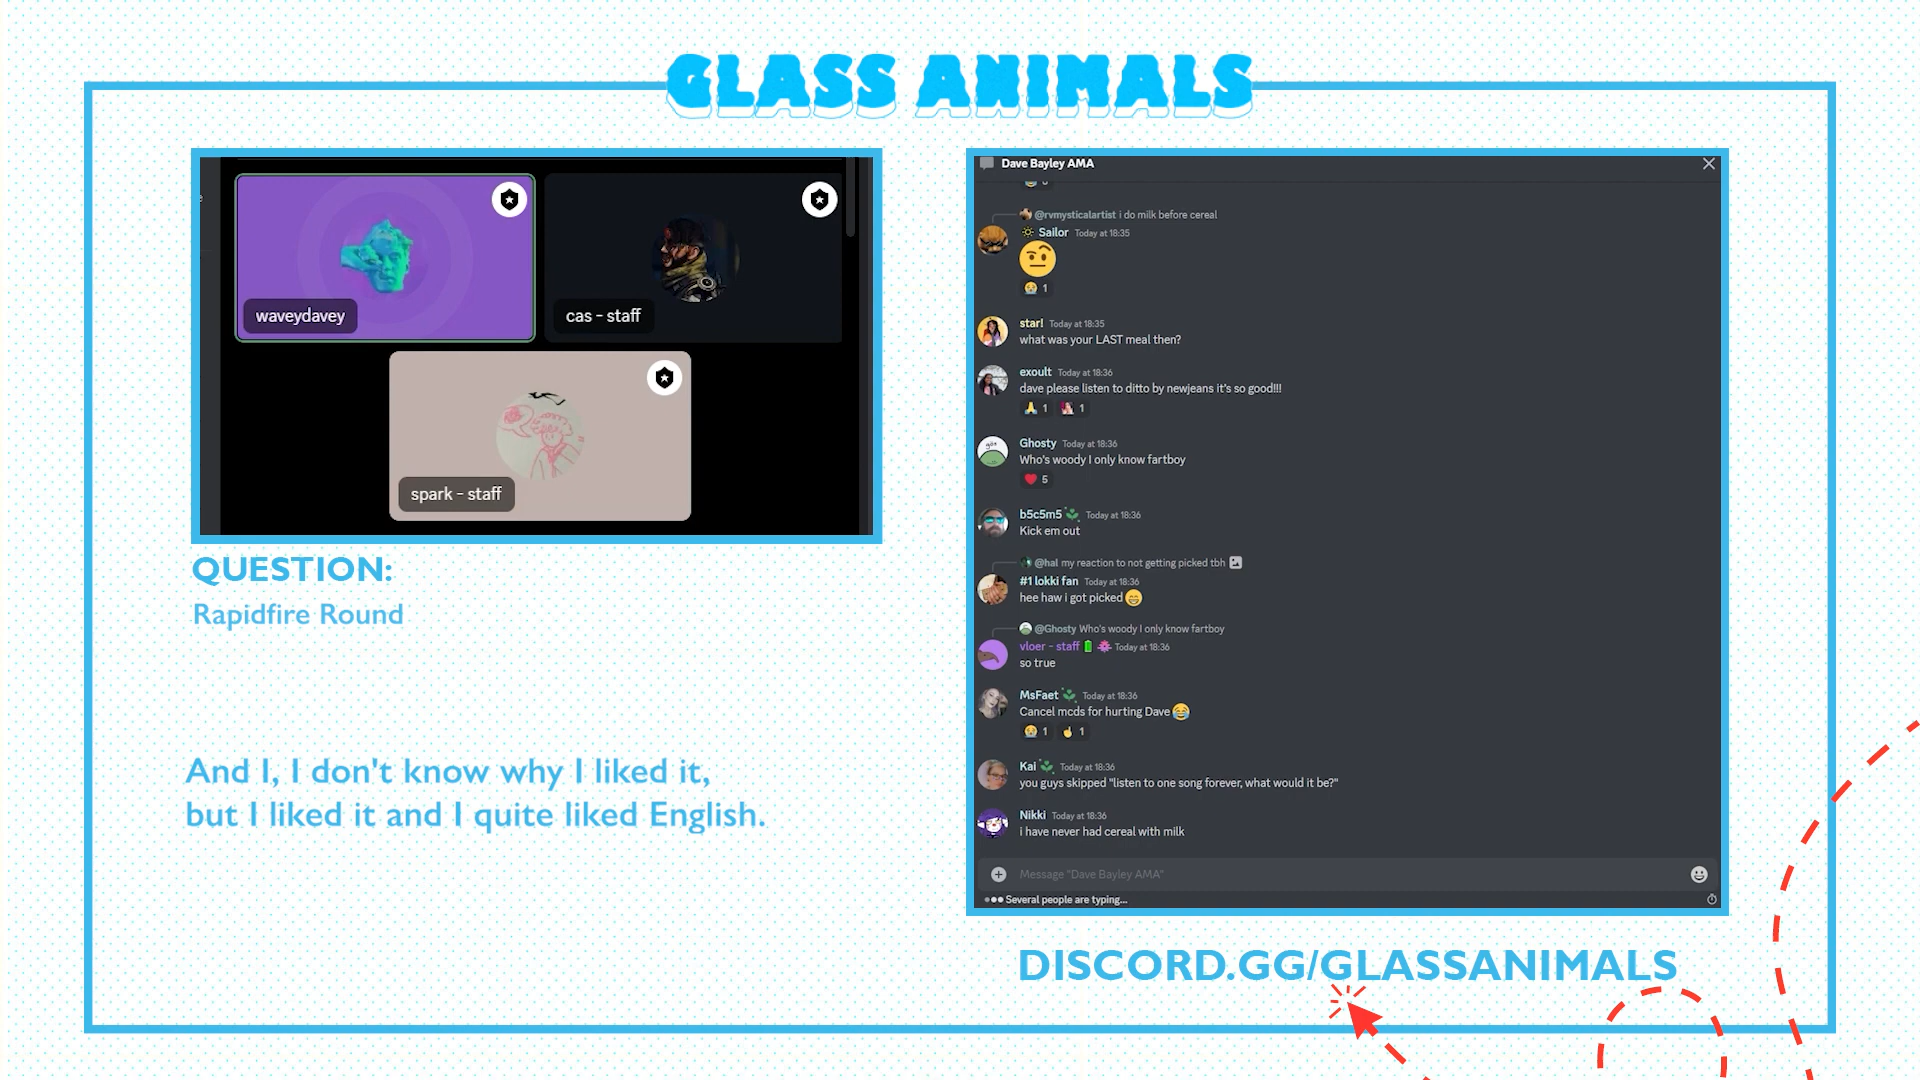 GLASS ANIMALS
waveydavey
cas - staff
spark - staff
QUESTION:
Rapidfire Round
And I, I don't know why I liked it,
but I liked it and I quite liked English.
Dave Bayley AMA
@rvmysticalartist i do milk before cereal
Sailor Today at 18:35
1
star! Today at 18:35
what was your LAST meal then?
exoult Today at 18:36
dave please listen to ditto by newjeans it's so good!!!
1 1
Ghosty Today at 18:36
Who's woody I only know fartboy
5
b5c5m5 Today at 18:36
Kick em out
@hal my reaction to not getting picked tbh
#1 lokki fan Today at 18:36
hee haw i got picked
@Ghosty Who's woody I only know fartboy
vloer - staff Today at 18:36
so true
MsFaet Today at 18:36
Cancel mcds for hurting Dave
1 1
Kai Today at 18:36
you guys skipped "listen to one song forever, what would it be?"
Nikki Today at 18:36
i have never had cereal with milk
Message "Dave Bayley AMA"
Several people are typing...
DISCORD.GG/GLASSANIMALS